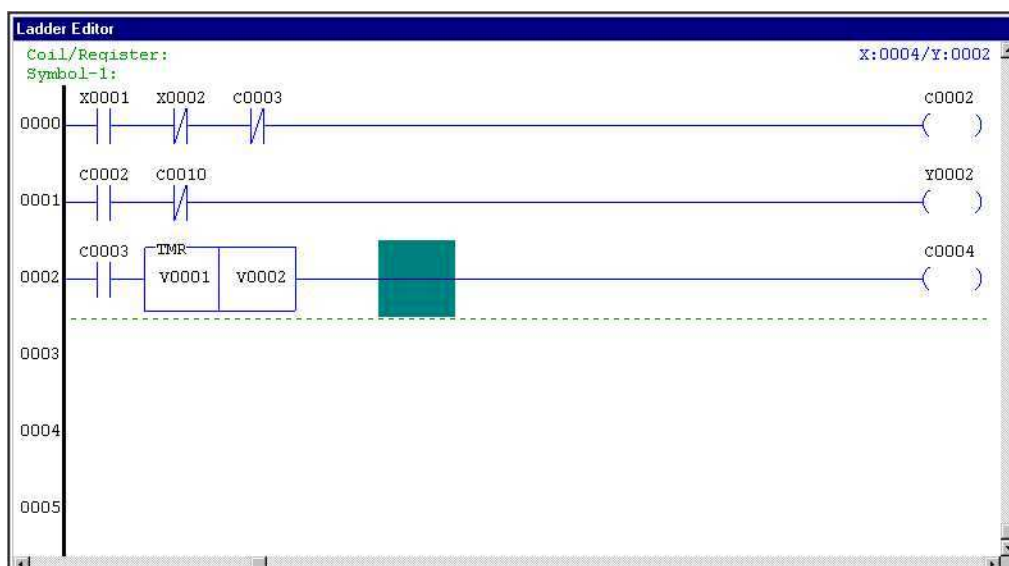 Ladder Editor
Coil/Register: X:0004/Y:0002
Symbol-1:
X0001 X0002 C0003 C0002
0000
C0002 C0010 Y0002
0001
C0003 TMR C0004
0002 V0001 V0002
0003
0004
0005